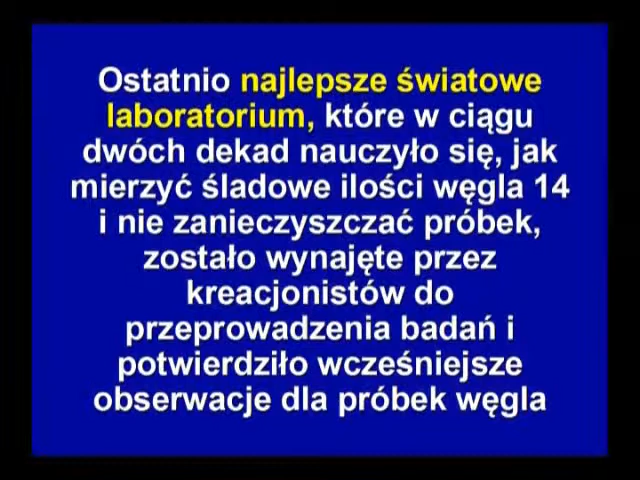 Ostatnio najlepsze światowe
laboratorium, które w ciągu
dwóch dekad nauczyło się, jak
mierzyć śladowe ilości węgla 14
i nie zanieczyszczać próbek,
zostało wynajęte przez
kreacjonistów do
przeprowadzenia badań i
potwierdziło wcześniejsze
obserwacje dla próbek węgla